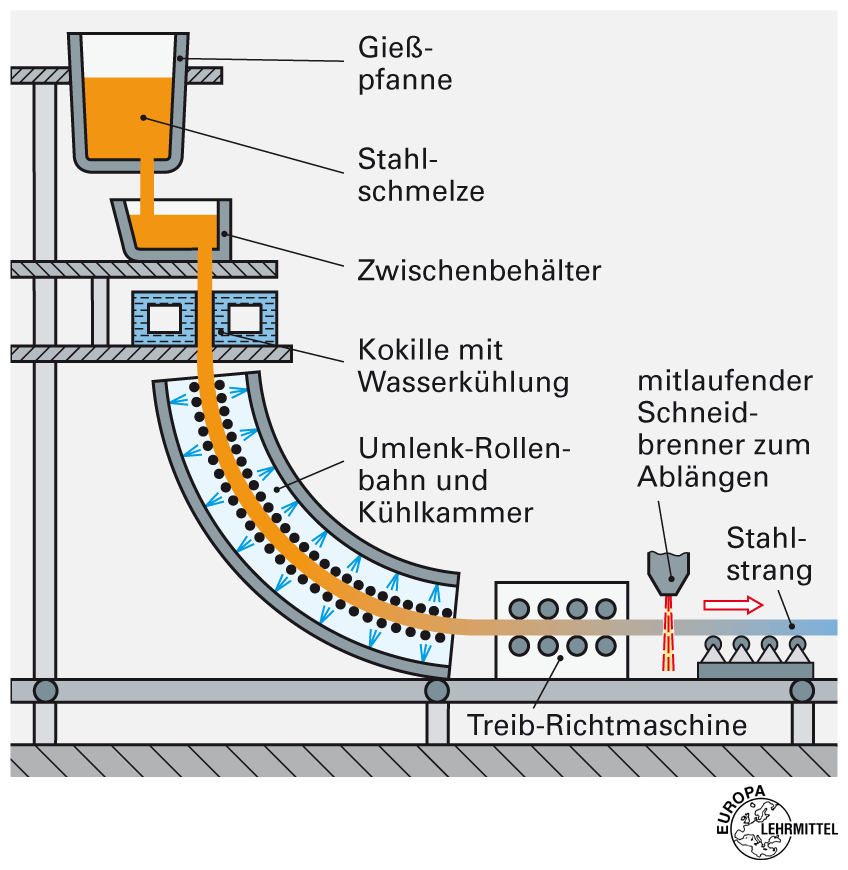 Gieß-
pfanne
Stahl-
schmelze
Zwischenbehälter
Kokille mit
Wasserkühlung
mitlaufender
Schneid-
brenner zum
Ablängen
Umlenk-Rollen-
bahn und
Kühlkammer
Stahl-
strang
Treib-Richtmaschine
EUROPA
LEHRMITTEL